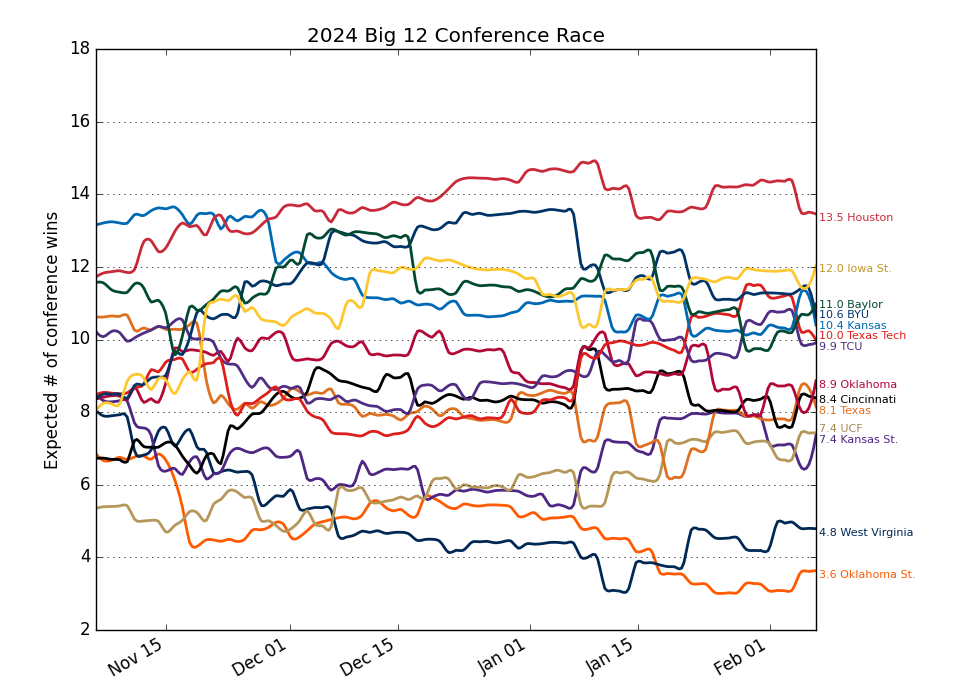 2024 Big 12 Conference Race
Expected # of conference wins
18
16
14
12
10
8
6
4
2
Nov 15
Dec 01
Dec 15
Jan 01
Jan 15
Feb 01
13.5 Houston
12.0 Iowa St.
11.0 Baylor
10.6 BYU
10.4 Kansas
10.0 Texas Tech
9.9 TCU
8.9 Oklahoma
8.4 Cincinnati
8.1 Texas
7.4 UCF
7.4 Kansas St.
4.8 West Virginia
3.6 Oklahoma St.